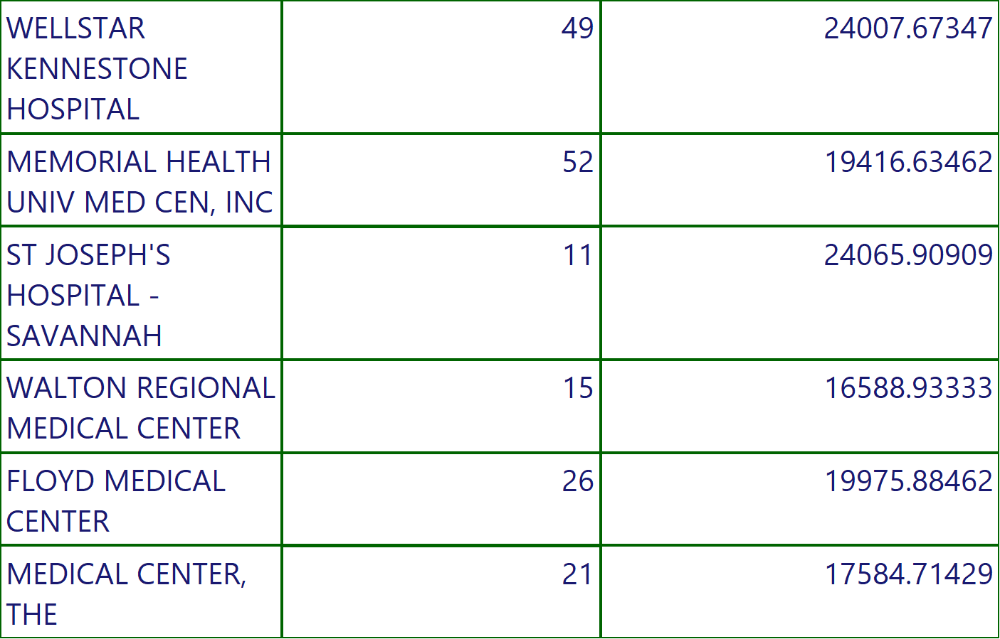 WELLSTAR 49 24007.67347
KENNESTONE
HOSPITAL
MEMORIAL HEALTH 52 19416.63462
UNIV MED CEN, INC
ST JOSEPH'S 11 24065.90909
HOSPITAL -
SAVANNAH
WALTON REGIONAL 15 16588.93333
MEDICAL CENTER
FLOYD MEDICAL 26 19975.88462
CENTER
MEDICAL CENTER, 21 17584.71429
THE